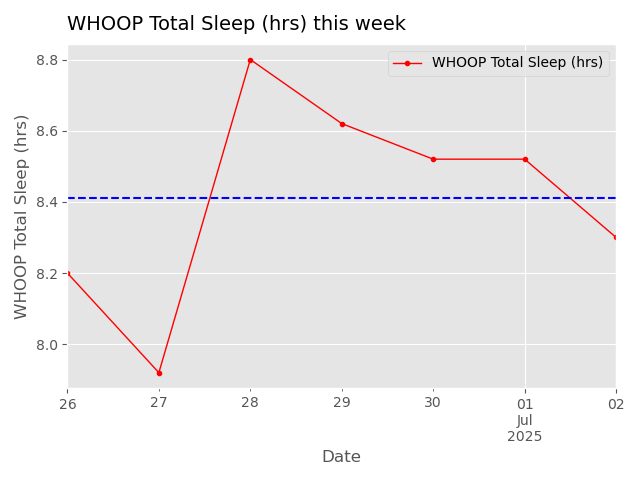 WHOOP Total Sleep (hrs) this week
WHOOP Total Sleep (hrs)
WHOOP Total Sleep (hrs)
8.8
8.6
8.4
8.2
8.0
26 27 28 29 30 01 02
Jul
2025
Date